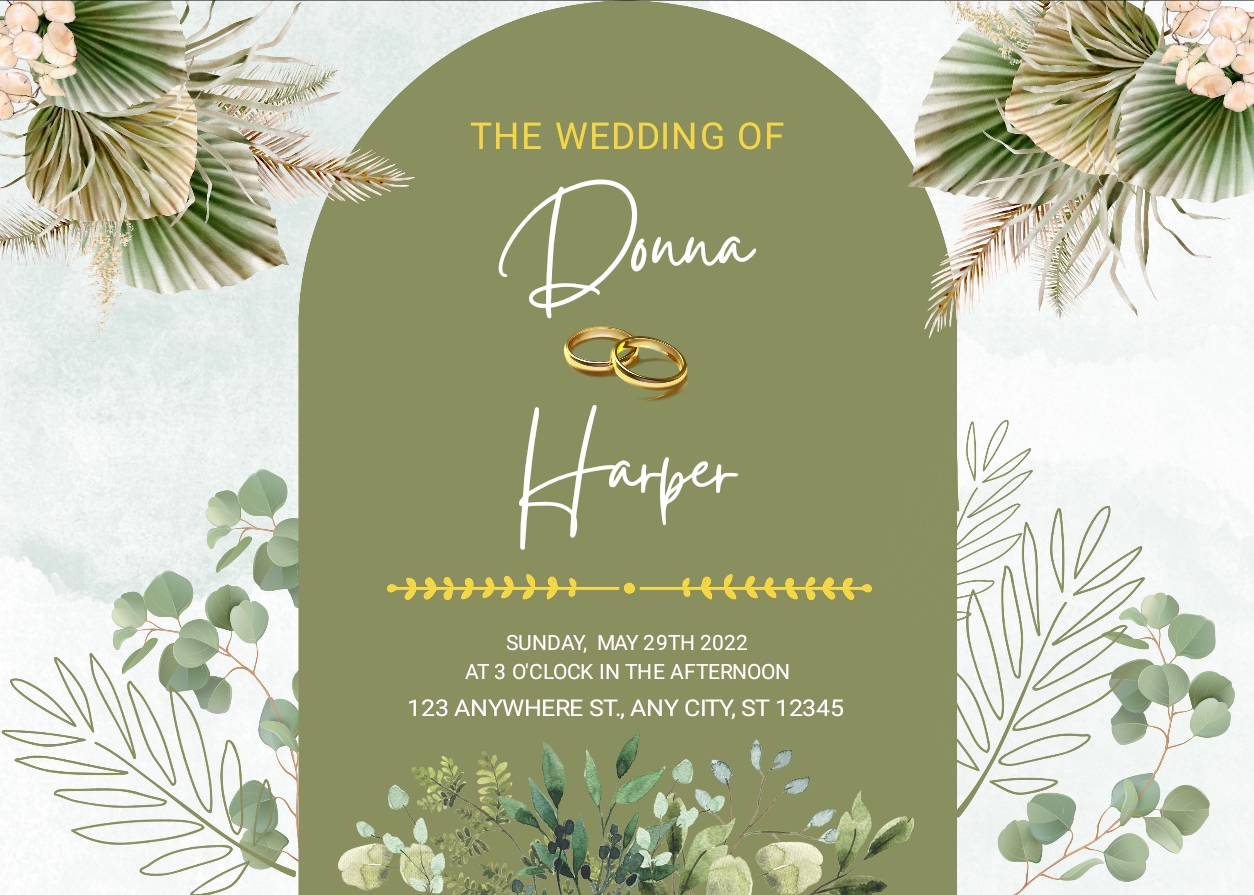 THE WEDDING OF
Donna
Harper
SUNDAY,  MAY 29TH 2022
AT 3 O'CLOCK IN THE AFTERNOON
123 ANYWHERE ST., ANY CITY, ST 12345